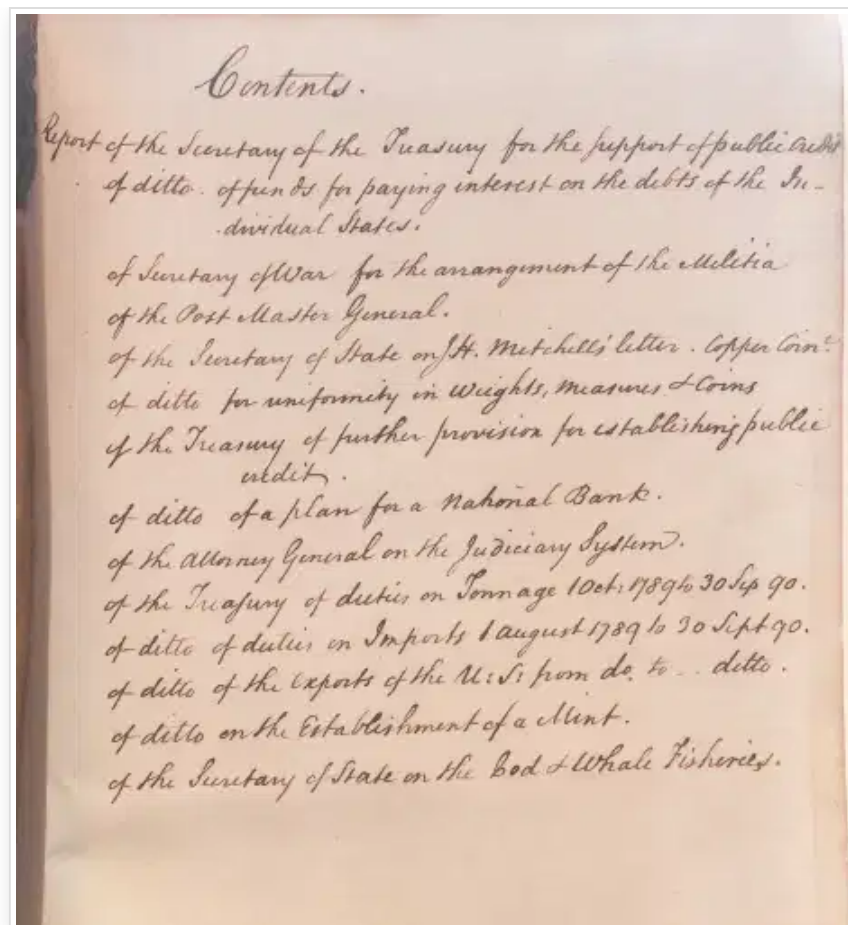 Contents.
Report of the Secretary of the Treasury for the support of public Credit
of ditto. of funds for paying interest on the debts of the In-
dividual States.
of Secretary of War for the arrangement of the Militia
of the Post Master General.
of the Secretary of State on J.H. Mitchell's letter. Copper Coin.
of ditto for uniformity in Weights, Measures & Coins
of the Treasury of further provision for establishing public
credit.
of ditto of a plan for a National Bank.
of the Attorney General on the Judiciary System.
of the Treasury of duties on Tonnage 1 Oct: 1789 to 30 Sep 90.
of ditto of duties on Imports 1 August 1789 to 30 Sept 90.
of ditto of the Exports of the U: S: from do. to .. ditto.
of ditto on the Establishment of a Mint.
of the Secretary of State on the Cod & Whale Fisheries.